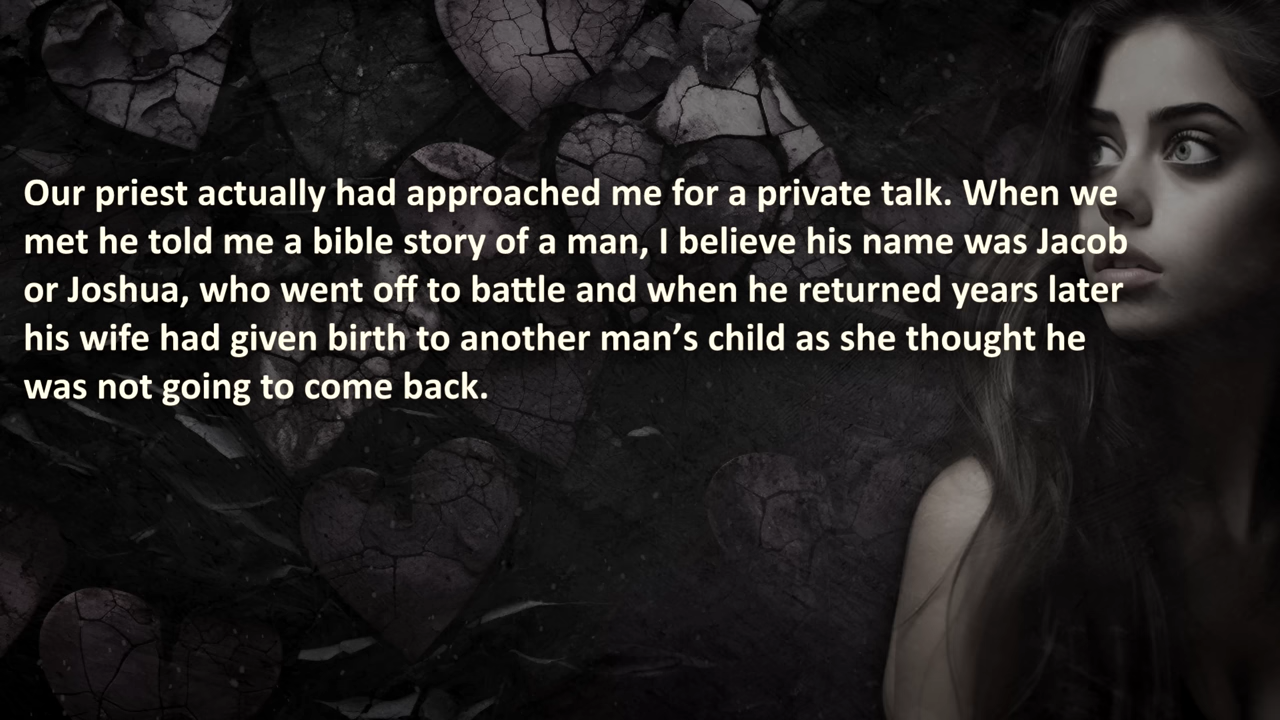 Our priest actually had approached me for a private talk. When we
met he told me a bible story of a man, I believe his name was Jacob
or Joshua, who went off to battle and when he returned years later
his wife had given birth to another man’s child as she thought he
was not going to come back.